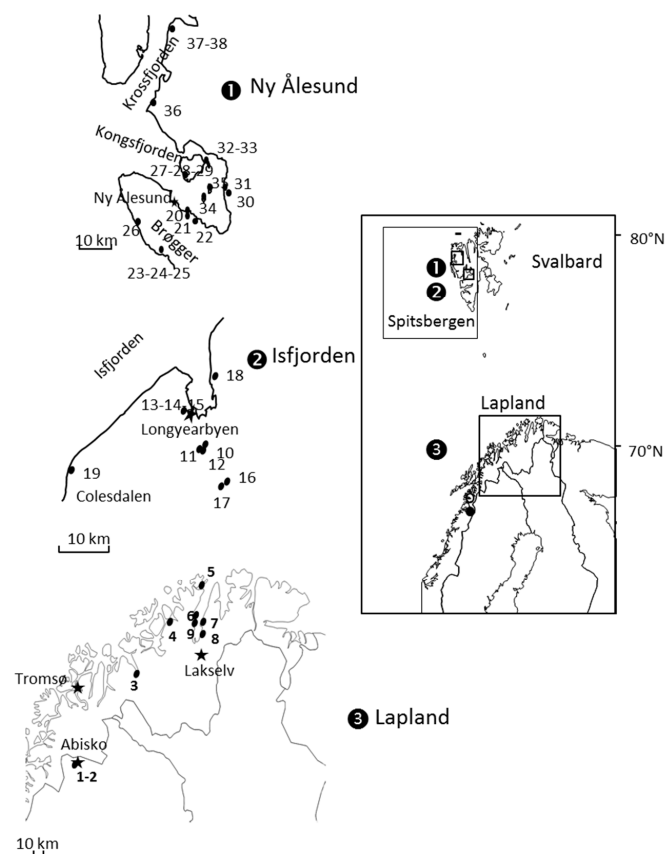 37-38
Krossfjorden
❶ Ny Ålesund
36
Kongsfjorden
32-33
27-28-29
35
31
Ny Ålesund
34
30
20
21
22
26
Brøgger
10 km
23-24-25
80°N
Svalbard
❶
❷
Spitsbergen
Lapland
❸
70°N
Isfjorden
❷ Isfjorden
18
13-14-15
Longyearbyen
11
10
12
19
16
Colesdalen
17
10 km
5
6
7
4
9
8
Lakselv
Tromsø
3
❸ Lapland
Abisko
1-2
10 km